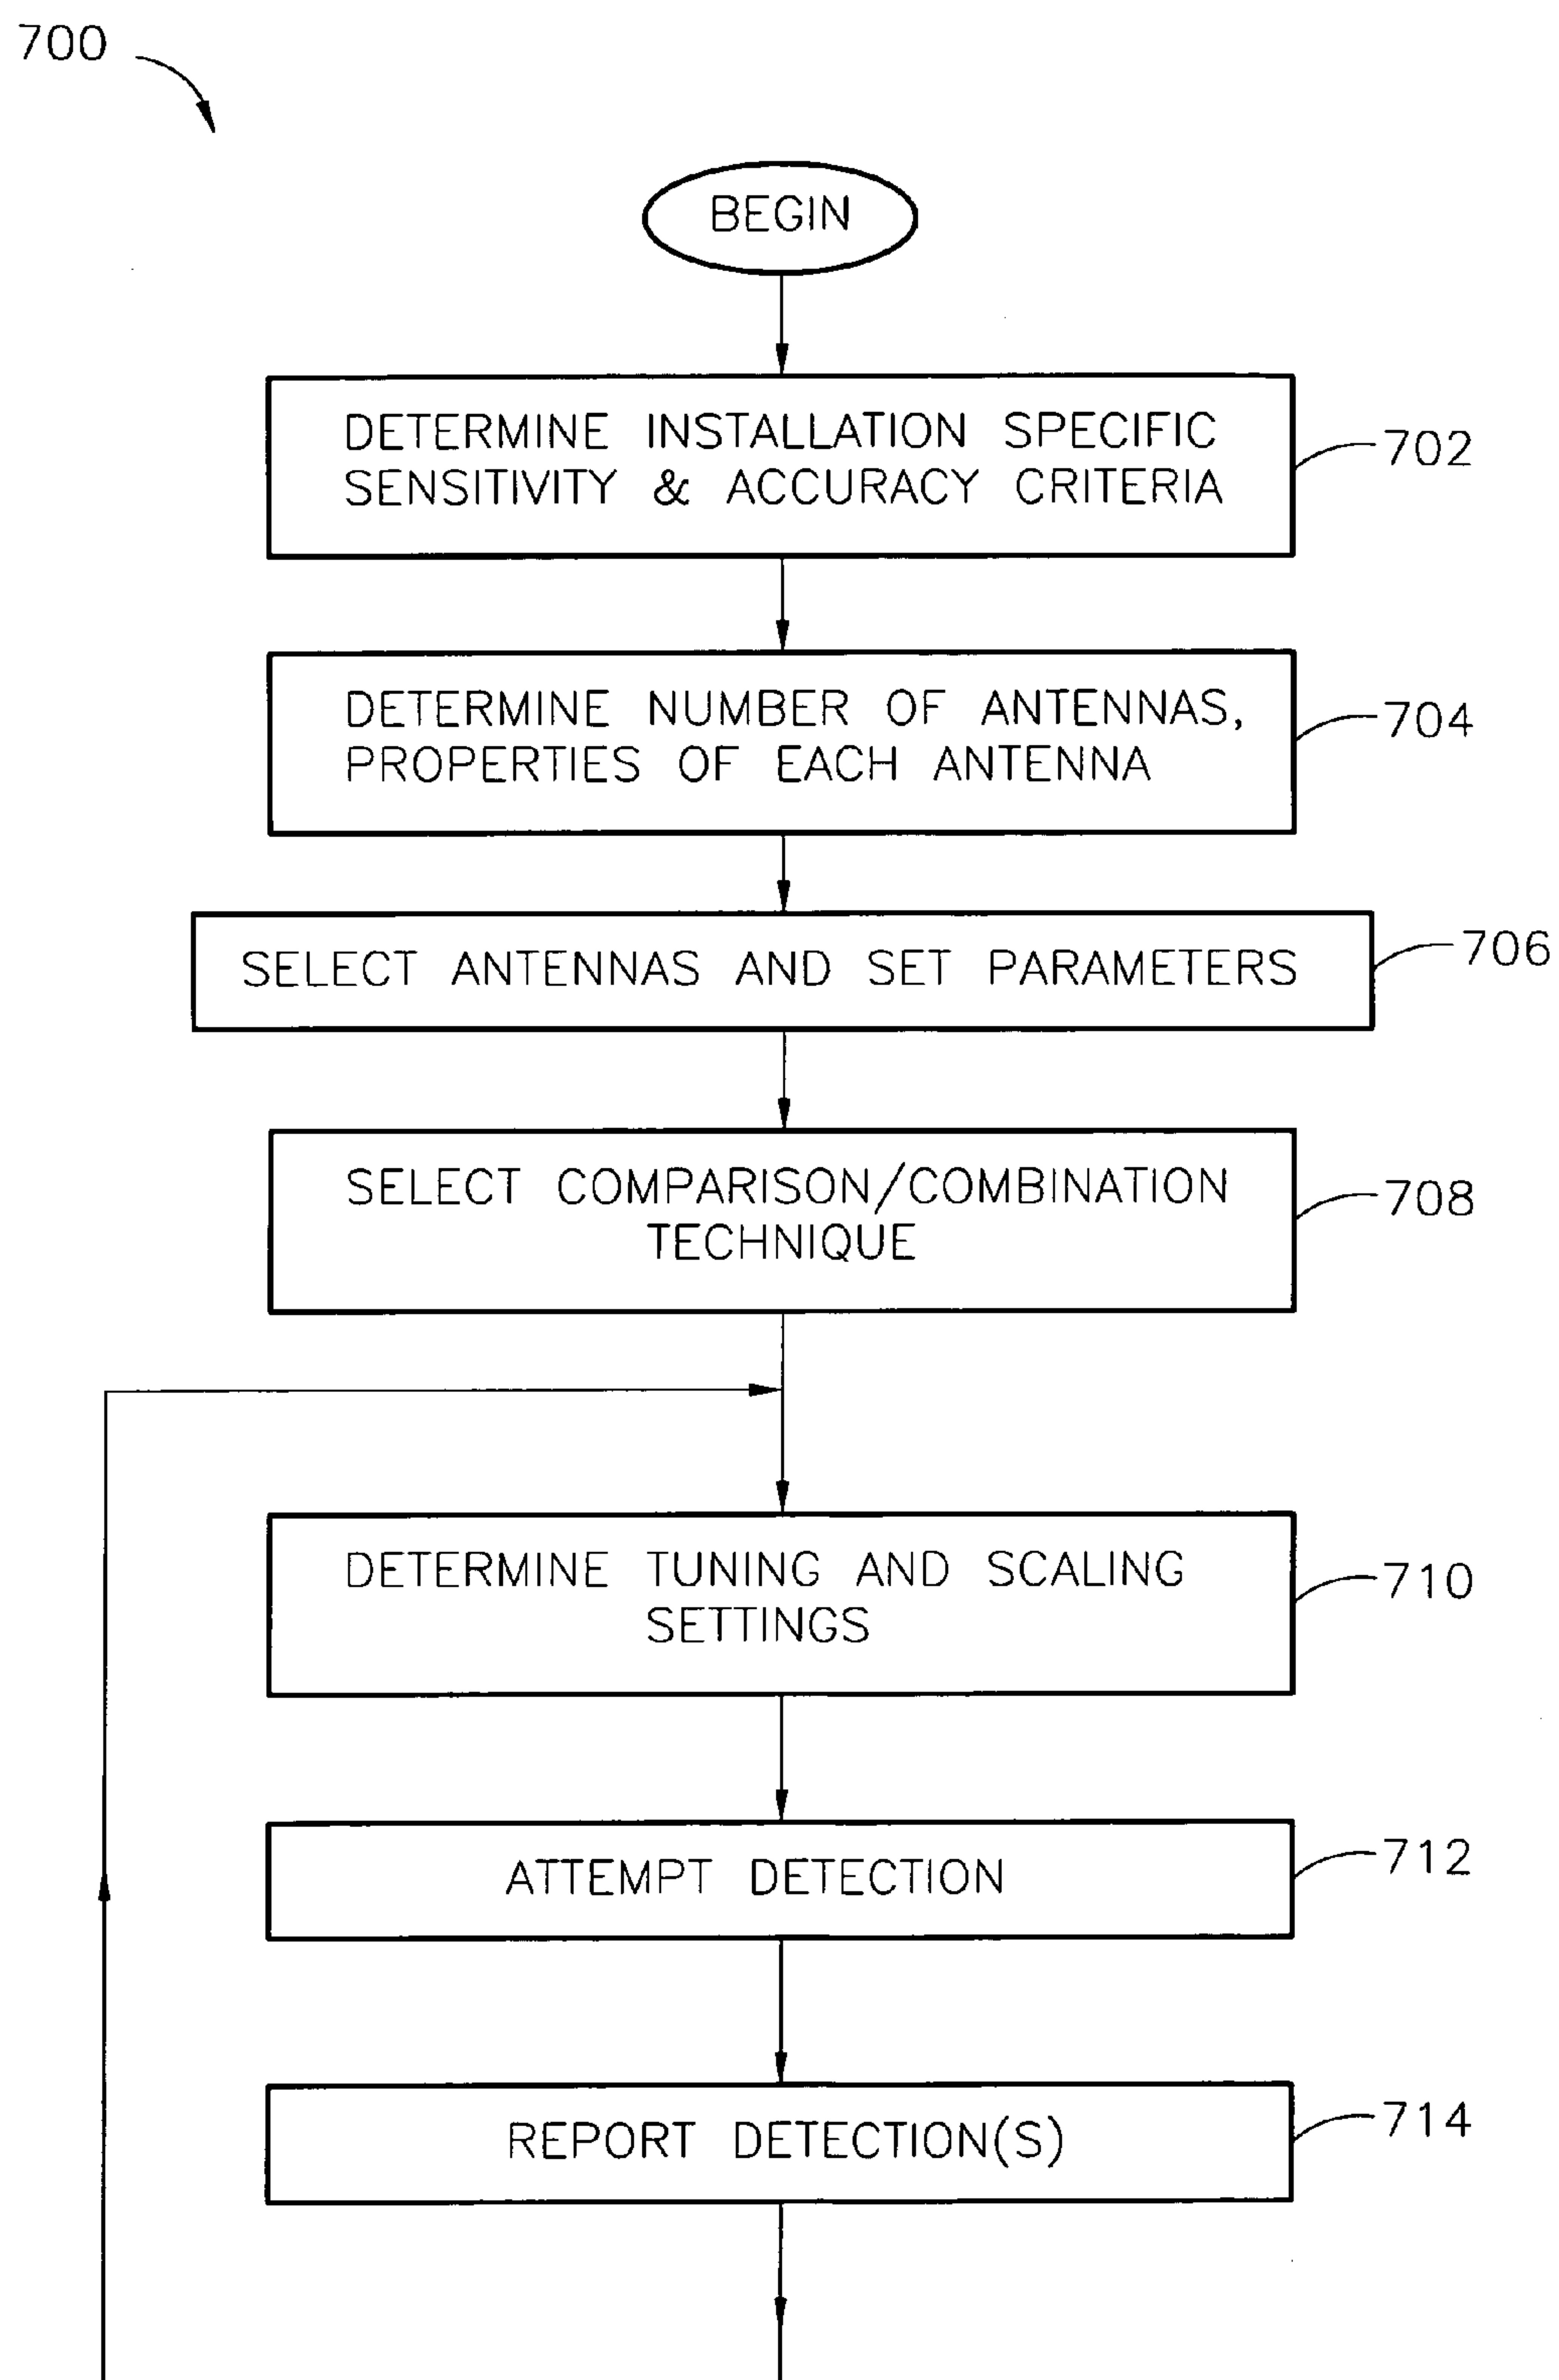 700
BEGIN
DETERMINE INSTALLATION SPECIFIC
SENSITIVITY & ACCURACY CRITERIA
702
DETERMINE NUMBER OF ANTENNAS,
PROPERTIES OF EACH ANTENNA
704
SELECT ANTENNAS AND SET PARAMETERS
706
SELECT COMPARISON/COMBINATION
TECHNIQUE
708
DETERMINE TUNING AND SCALING
SETTINGS
710
ATTEMPT DETECTION
712
REPORT DETECTION(S)
714